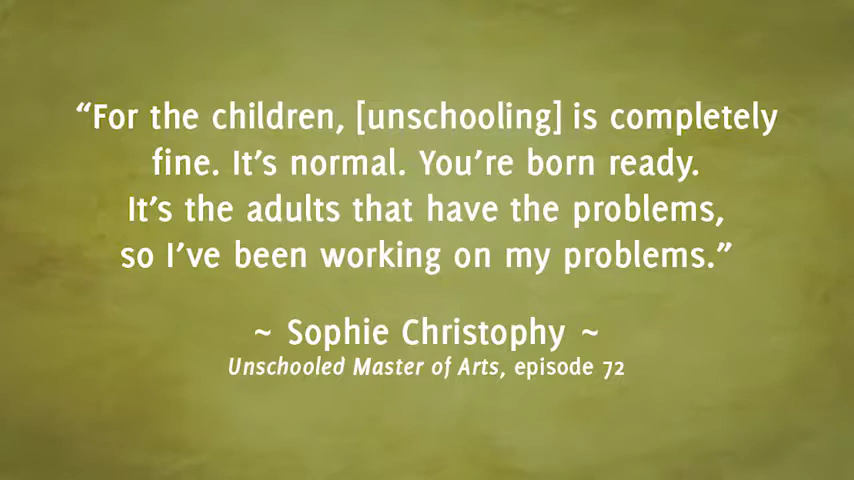 “For the children, [unschooling] is completely
fine. It’s normal. You’re born ready.
It’s the adults that have the problems,
so I’ve been working on my problems.”
~ Sophie Christophy ~
Unschooled Master of Arts, episode 72